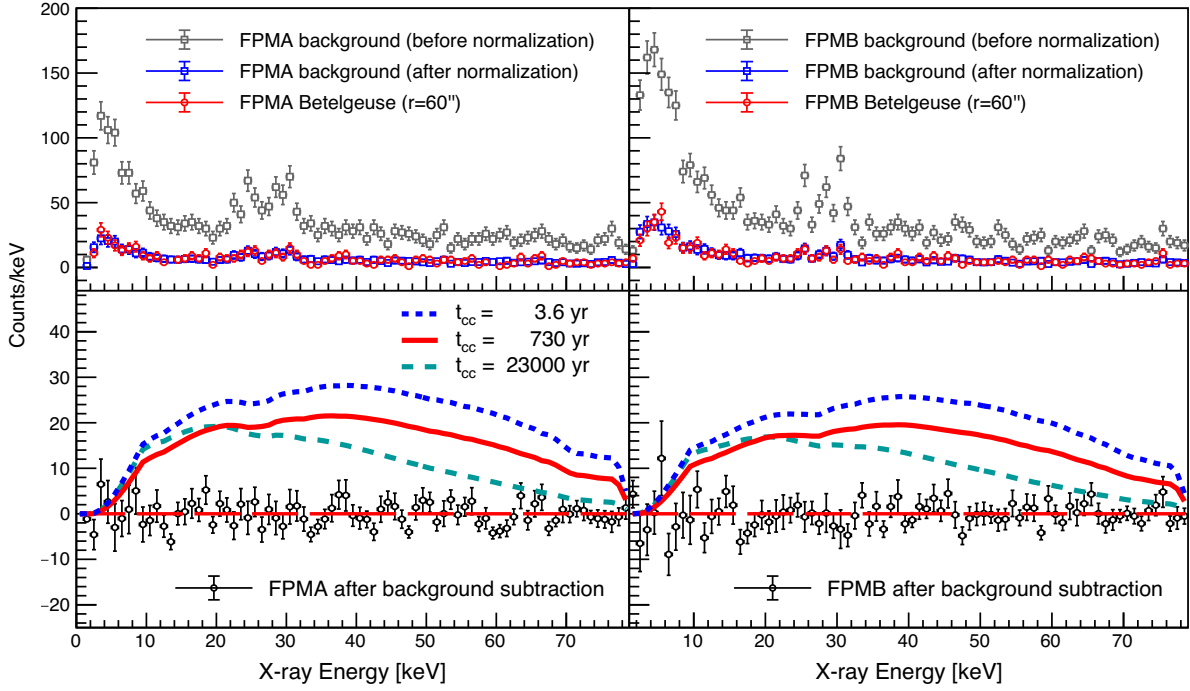 200
150
100
50
0
FPMA background (before normalization)
FPMA background (after normalization)
FPMA Betelgeuse (r=60")
FPMB background (before normalization)
FPMB background (after normalization)
FPMB Betelgeuse (r=60")
Counts/keV
40
30
20
10
0
−10
−20
t_cc = 3.6 yr
t_cc = 730 yr
t_cc = 23000 yr
FPMA after background subtraction
FPMB after background subtraction
0 10 20 30 40 50 60 70
10 20 30 40 50 60 70
X-ray Energy [keV]
X-ray Energy [keV]